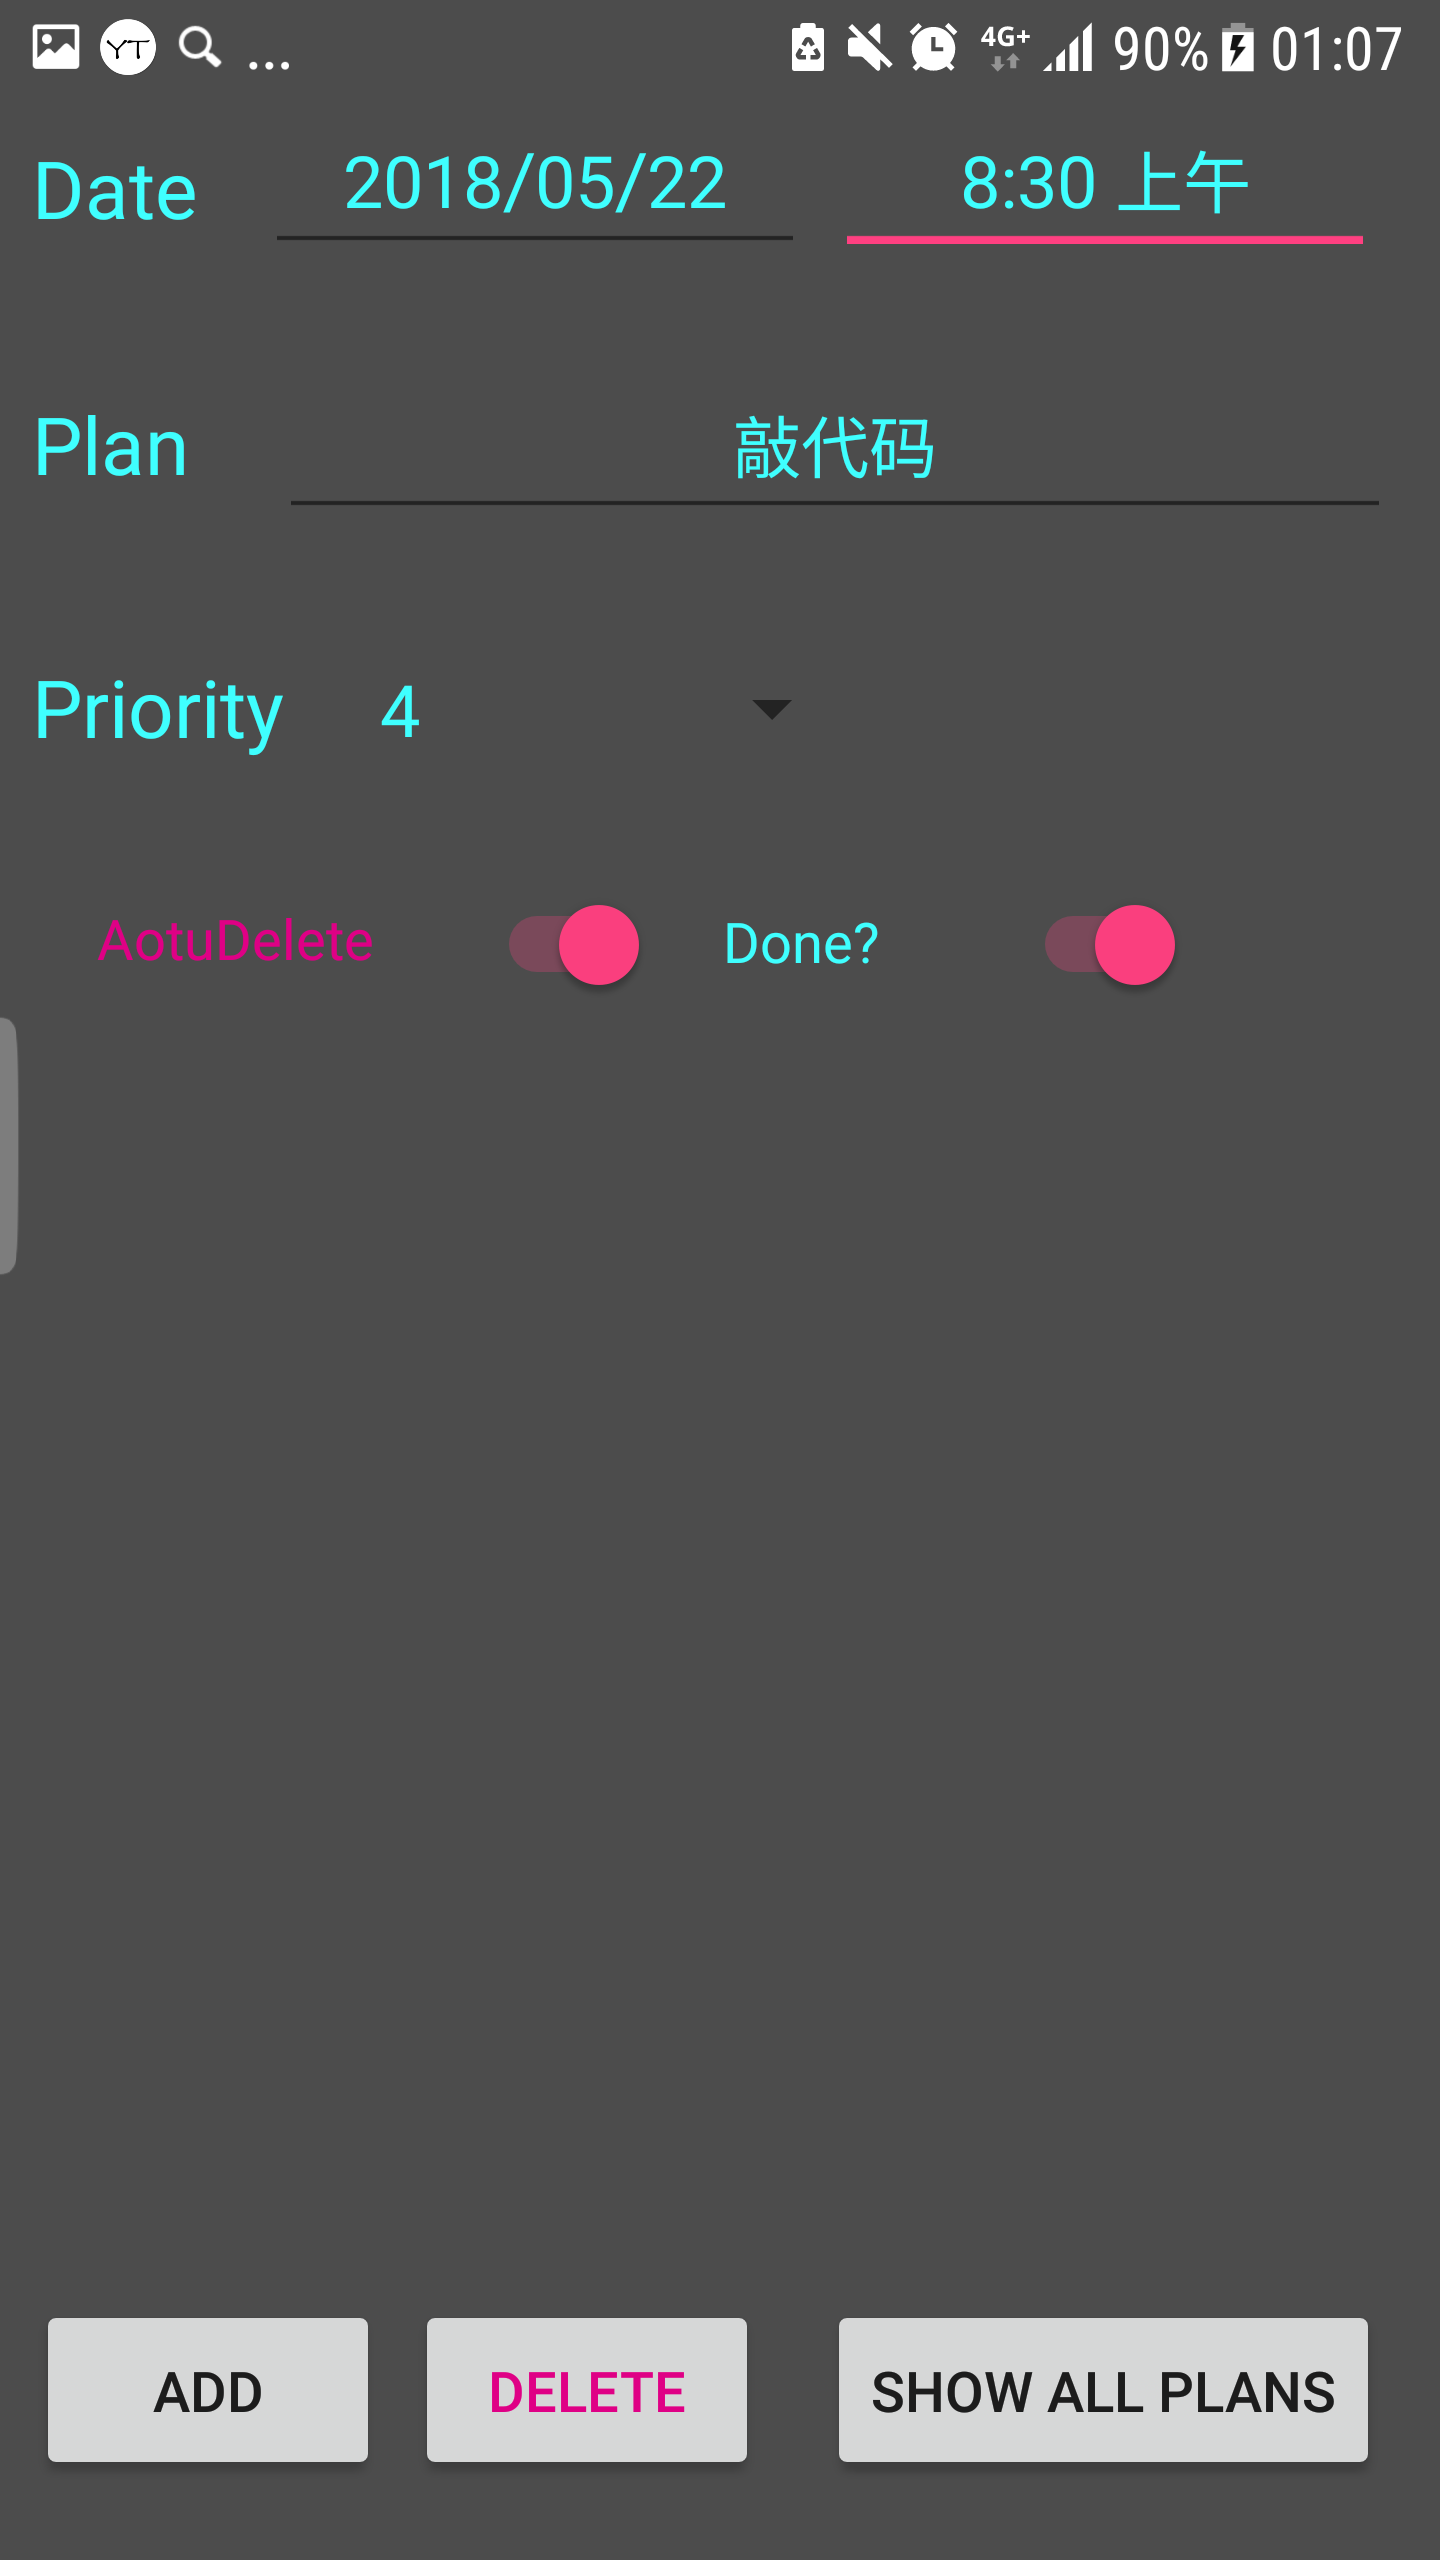 ... 4G+ 90% 01:07
Date 2018/05/22 8:30 上午
Plan 敲代码
Priority 4
AotuDelete Done?
ADD DELETE SHOW ALL PLANS